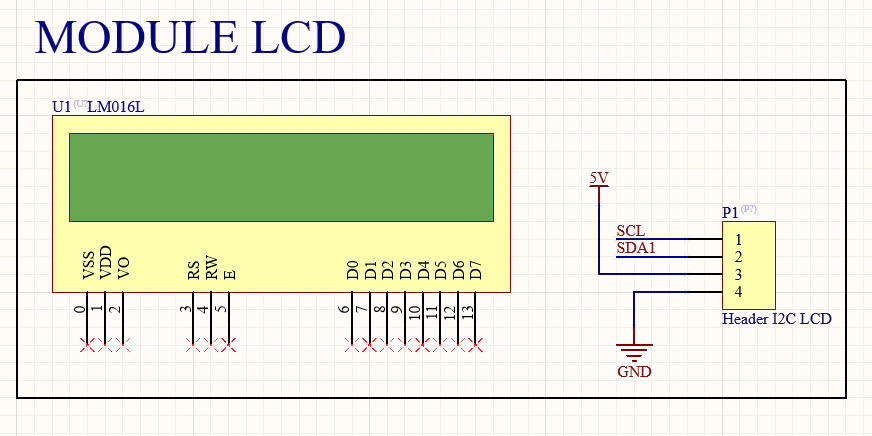 MODULE LCD
U1 (U?) LM016L
VSS VDD VO RS RW E D0 D1 D2 D3 D4 D5 D6 D7
0 1 2 3 4 5 6 7 8 9 10 11 12 13
5V
SCL
SDA1
P1 (P?)
1
2
3
4
Header I2C LCD
GND